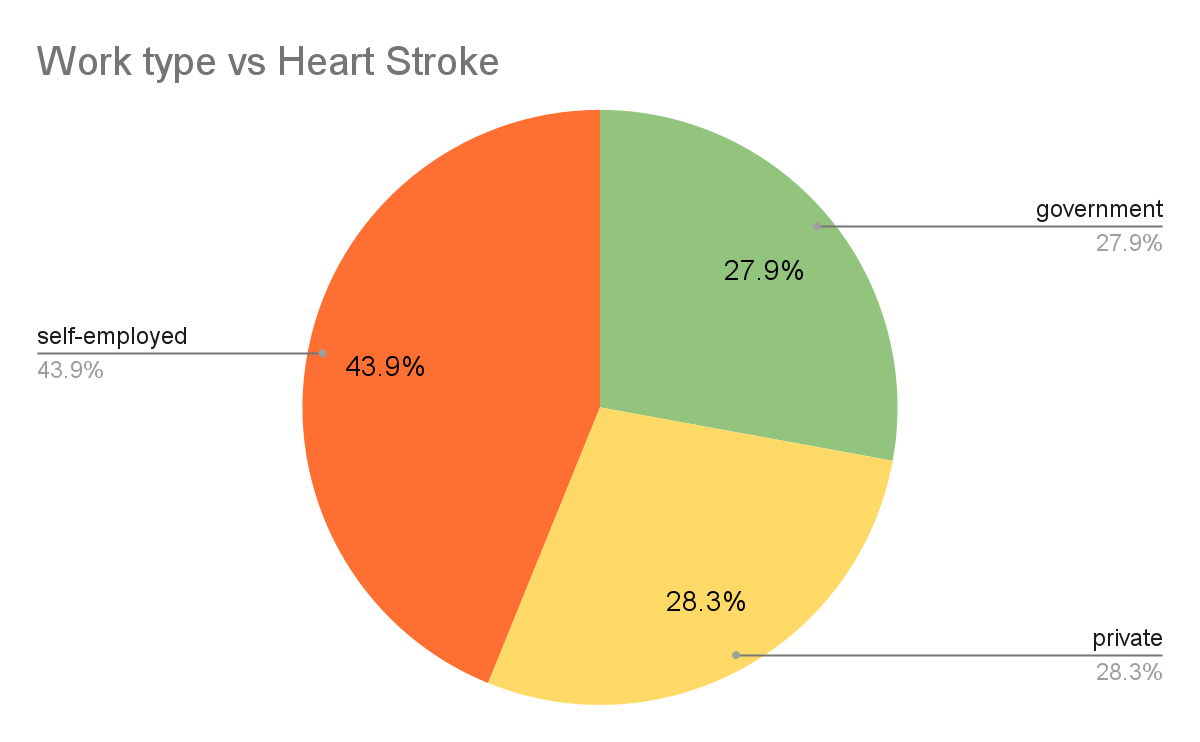 Work type vs Heart Stroke
government
27.9%
27.9%
self-employed
43.9%
43.9%
28.3%
private
28.3%